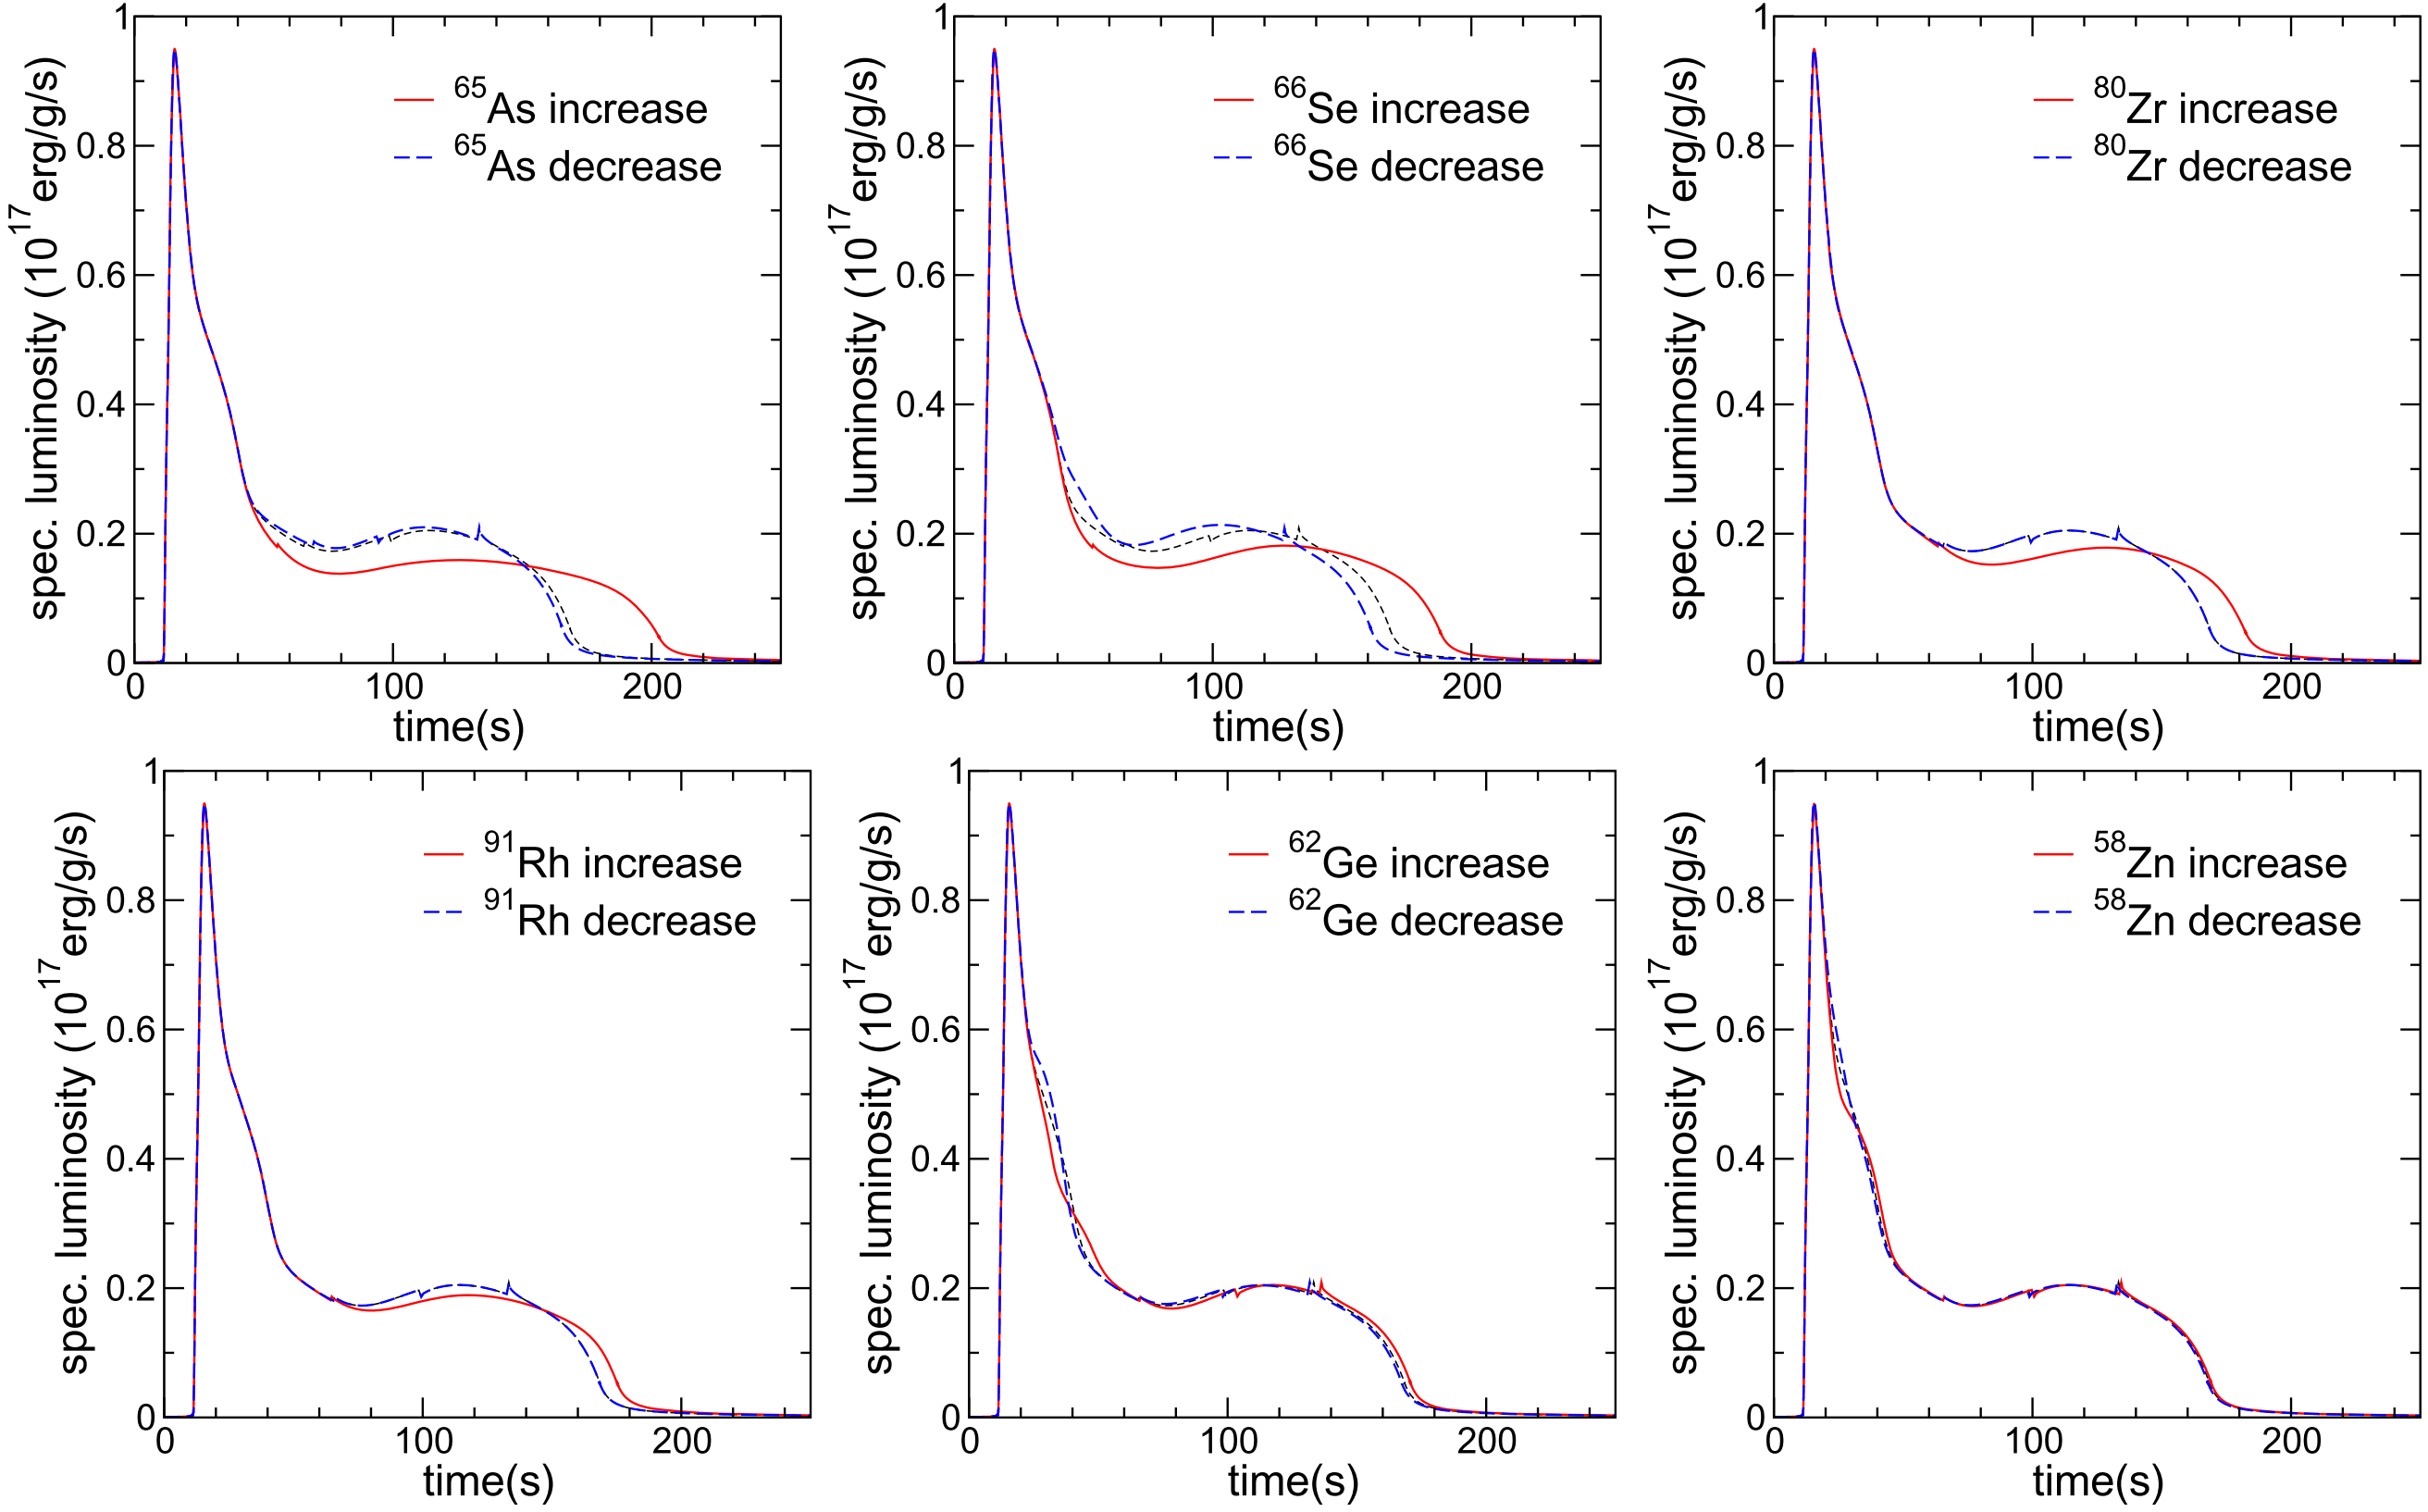 1
0.8
0.6
0.4
0.2
0
0 100 200
time(s)
spec. luminosity (10^17 erg/g/s)
^65As increase
^65As decrease
1
0.8
0.6
0.4
0.2
0
0 100 200
time(s)
spec. luminosity (10^17 erg/g/s)
^66Se increase
^66Se decrease
1
0.8
0.6
0.4
0.2
0
0 100 200
time(s)
spec. luminosity (10^17 erg/g/s)
^80Zr increase
^80Zr decrease
1
0.8
0.6
0.4
0.2
0
0 100 200
time(s)
spec. luminosity (10^17 erg/g/s)
^91Rh increase
^91Rh decrease
1
0.8
0.6
0.4
0.2
0
0 100 200
time(s)
spec. luminosity (10^17 erg/g/s)
^62Ge increase
^62Ge decrease
1
0.8
0.6
0.4
0.2
0
0 100 200
time(s)
spec. luminosity (10^17 erg/g/s)
^58Zn increase
^58Zn decrease